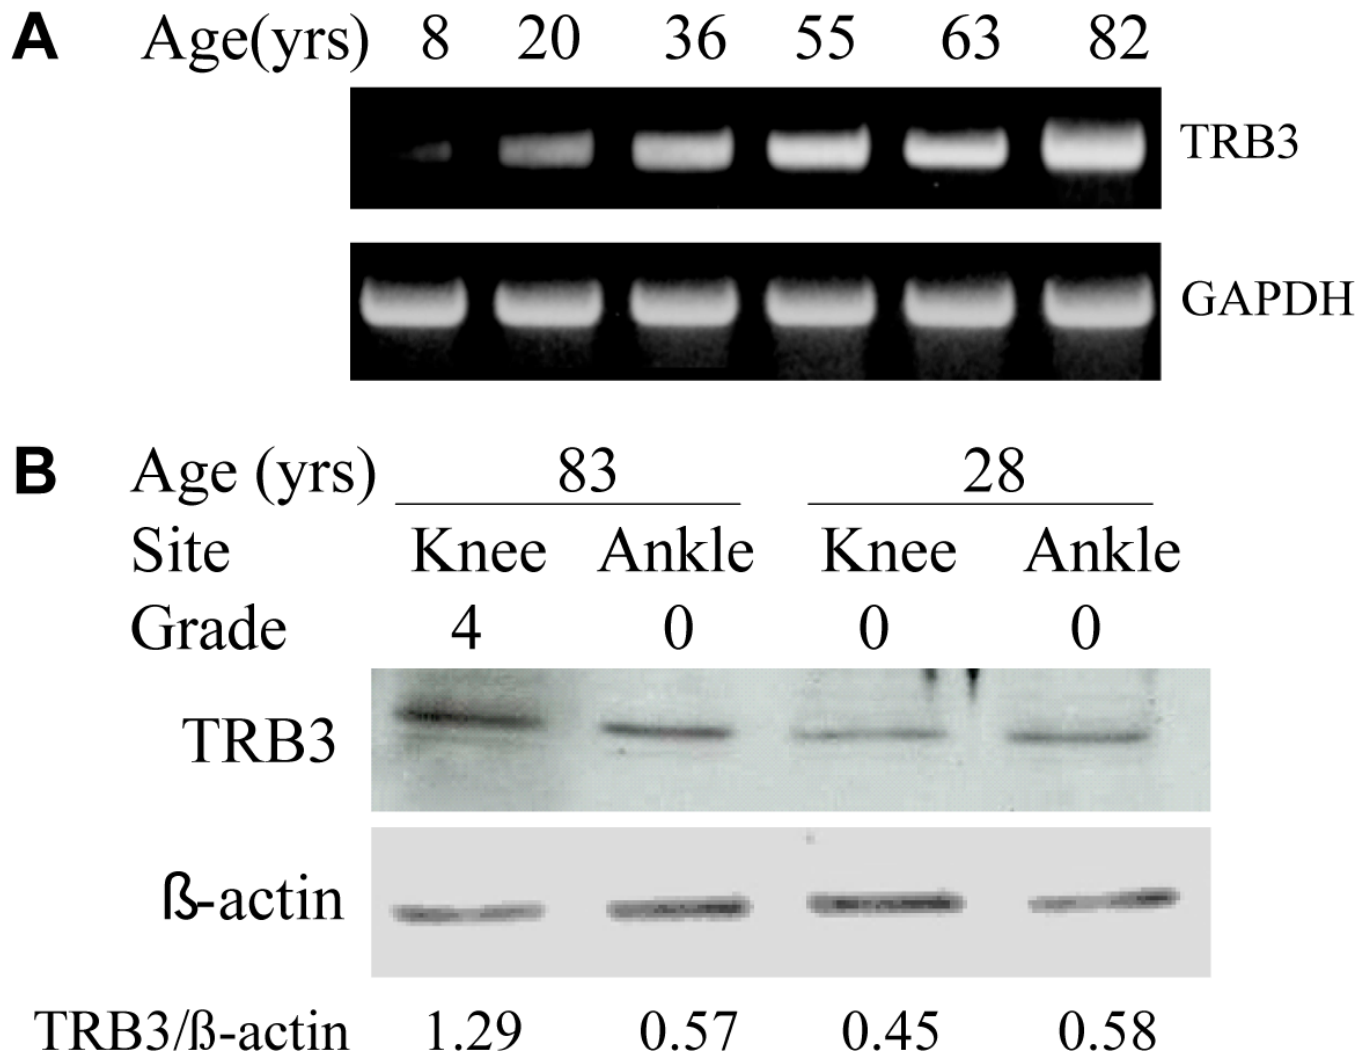 A Age(yrs) 8 20 36 55 63 82
TRB3
GAPDH
B Age (yrs) 83 28
Site Knee Ankle Knee Ankle
Grade 4 0 0 0
TRB3
ß-actin
TRB3/ß-actin 1.29 0.57 0.45 0.58